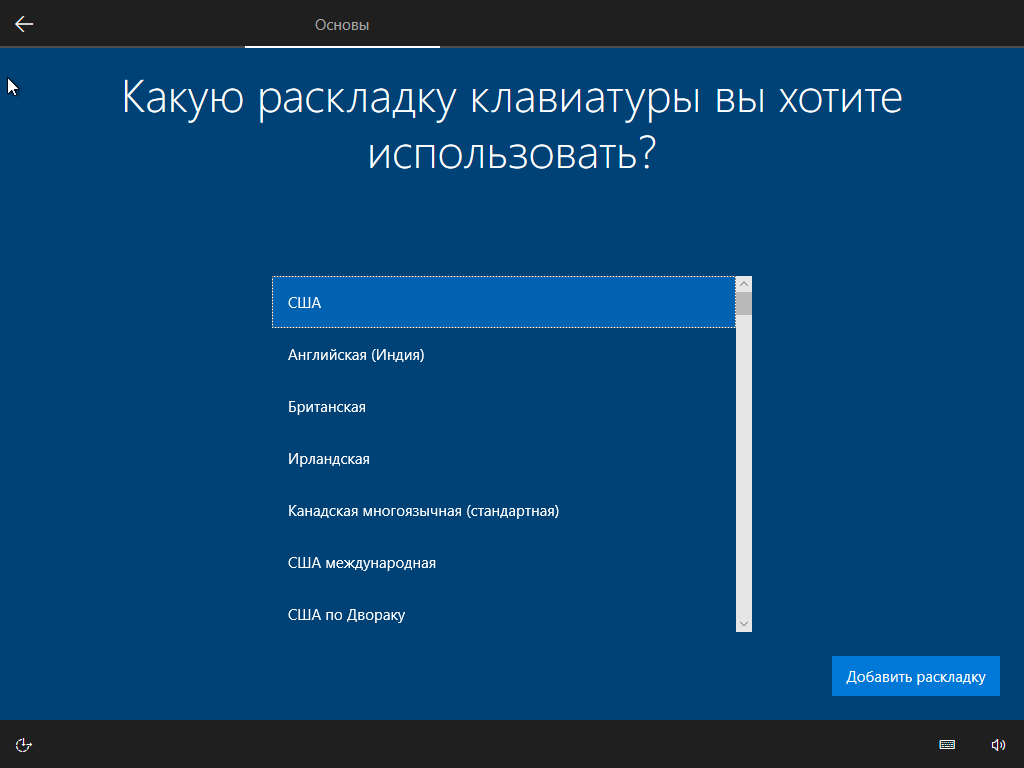 Основы
Какую раскладку клавиатуры вы хотите
использовать?
США
Английская (Индия)
Британская
Ирландская
Канадская многоязычная (стандартная)
США международная
США по Двораку
Добавить раскладку